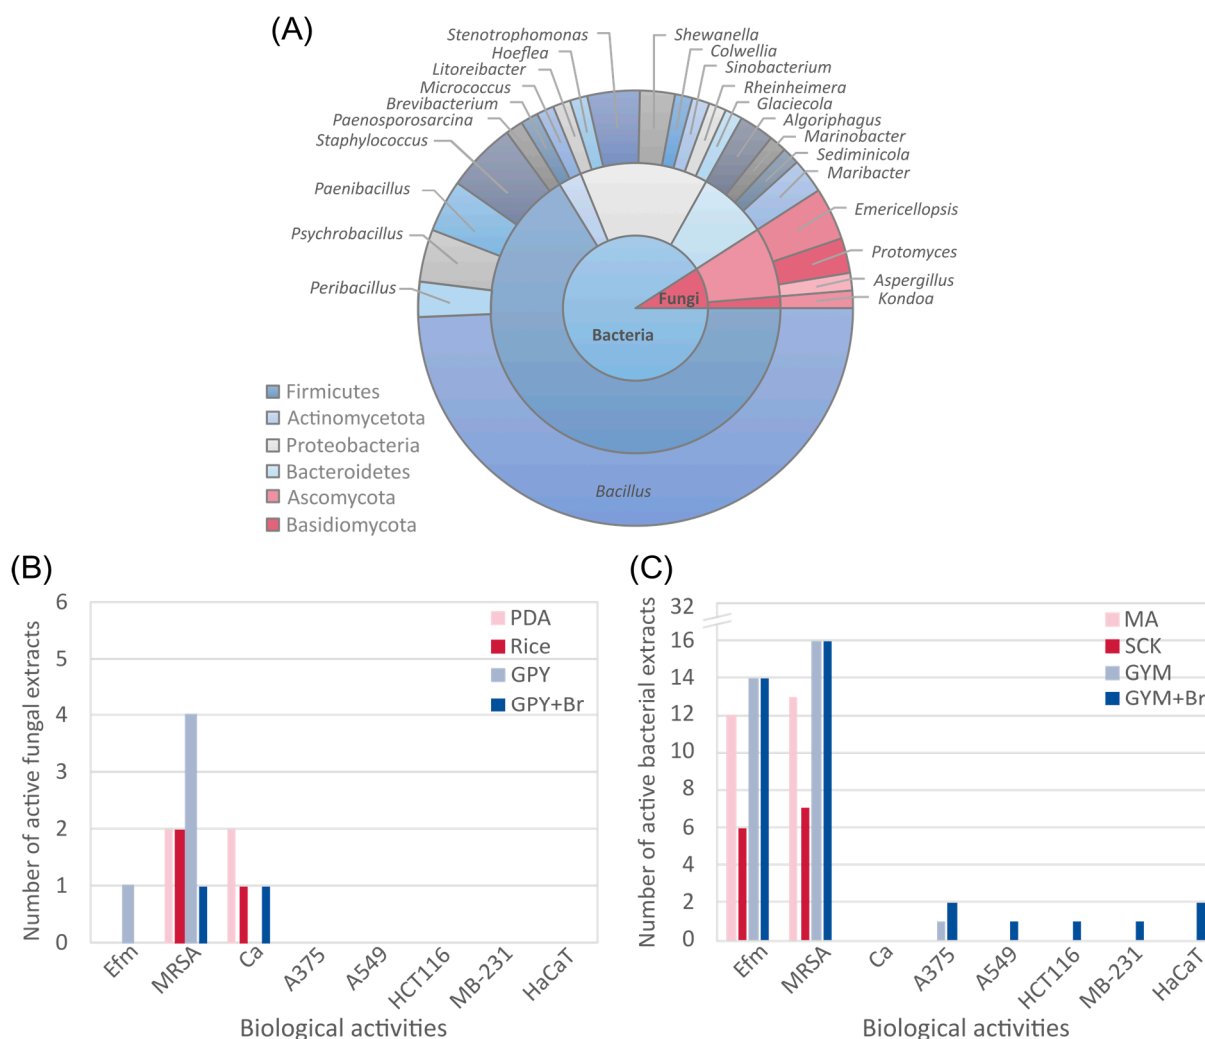 (A)
Stenotrophomonas
Hoeflea
Litoreibacter
Micrococcus
Brevibacterium
Paenosporosarcina
Staphylococcus
Paenibacillus
Psychrobacillus
Peribacillus
Shewanella
Colwellia
Sinobacterium
Rheinheimera
Glaciecola
Algoriphagus
Marinobacter
Sediminicola
Maribacter
Emericellopsis
Protomyces
Aspergillus
Kondoa
Fungi
Bacteria
Bacillus
Firmicutes
Actinomycetota
Proteobacteria
Bacteroidetes
Ascomycota
Basidiomycota
(B)
Number of active fungal extracts
6
5
4
3
2
1
0
PDA
Rice
GPY
GPY+Br
Efm
MRSA
Ca
A375
A549
HCT116
MB-231
HaCaT
Biological activities
(C)
Number of active bacterial extracts
32
16
14
12
10
8
6
4
2
0
MA
SCK
GYM
GYM+Br
Efm
MRSA
Ca
A375
A549
HCT116
MB-231
HaCaT
Biological activities